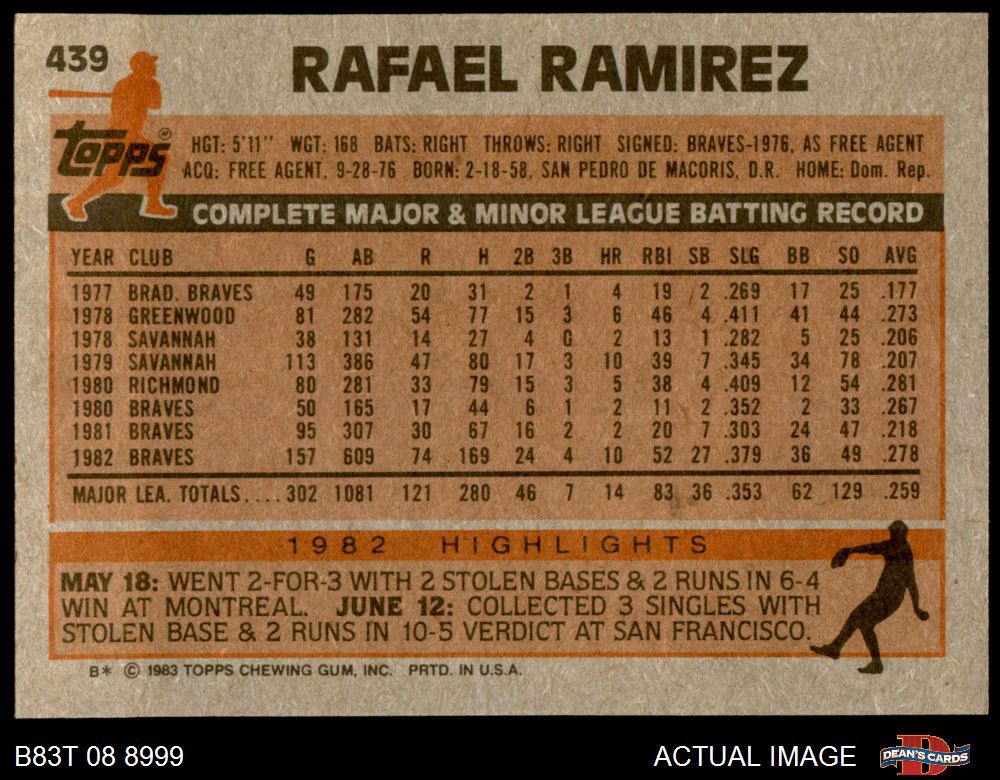 439
RAFAEL RAMIREZ
topps
HGT: 5'11" WGT: 168 BATS: RIGHT THROWS: RIGHT SIGNED: BRAVES-1976, AS FREE AGENT
ACQ: FREE AGENT, 9-28-76 BORN: 2-18-58, SAN PEDRO DE MACORIS, D.R. HOME: Dom. Rep.
COMPLETE MAJOR & MINOR LEAGUE BATTING RECORD
YEAR CLUB G AB R H 2B 3B HR RBI SB SLG BB SO AVG
1977 BRAD. BRAVES 49 175 20 31 2 1 4 19 2 .269 17 25 .177
1978 GREENWOOD 81 282 54 77 15 3 6 46 4 .411 41 44 .273
1978 SAVANNAH 38 131 14 27 4 0 2 13 1 .282 5 25 .206
1979 SAVANNAH 113 386 47 80 17 3 10 39 7 .345 34 78 .207
1980 RICHMOND 80 281 33 79 15 3 5 38 4 .409 12 54 .281
1980 BRAVES 50 165 17 44 6 1 2 11 2 .352 2 33 .267
1981 BRAVES 95 307 30 67 16 2 2 20 7 .303 24 47 .218
1982 BRAVES 157 609 74 169 24 4 10 52 27 .379 36 49 .278
MAJOR LEA. TOTALS.... 302 1081 121 280 46 7 14 83 36 .353 62 129 .259
1982 HIGHLIGHTS
MAY 18: WENT 2-FOR-3 WITH 2 STOLEN BASES & 2 RUNS IN 6-4
WIN AT MONTREAL. JUNE 12: COLLECTED 3 SINGLES WITH
STOLEN BASE & 2 RUNS IN 10-5 VERDICT AT SAN FRANCISCO.
B* © 1983 TOPPS CHEWING GUM, INC. PRTD. IN U.S.A.
B83T 08 8999
ACTUAL IMAGE
DEAN'S CARDS